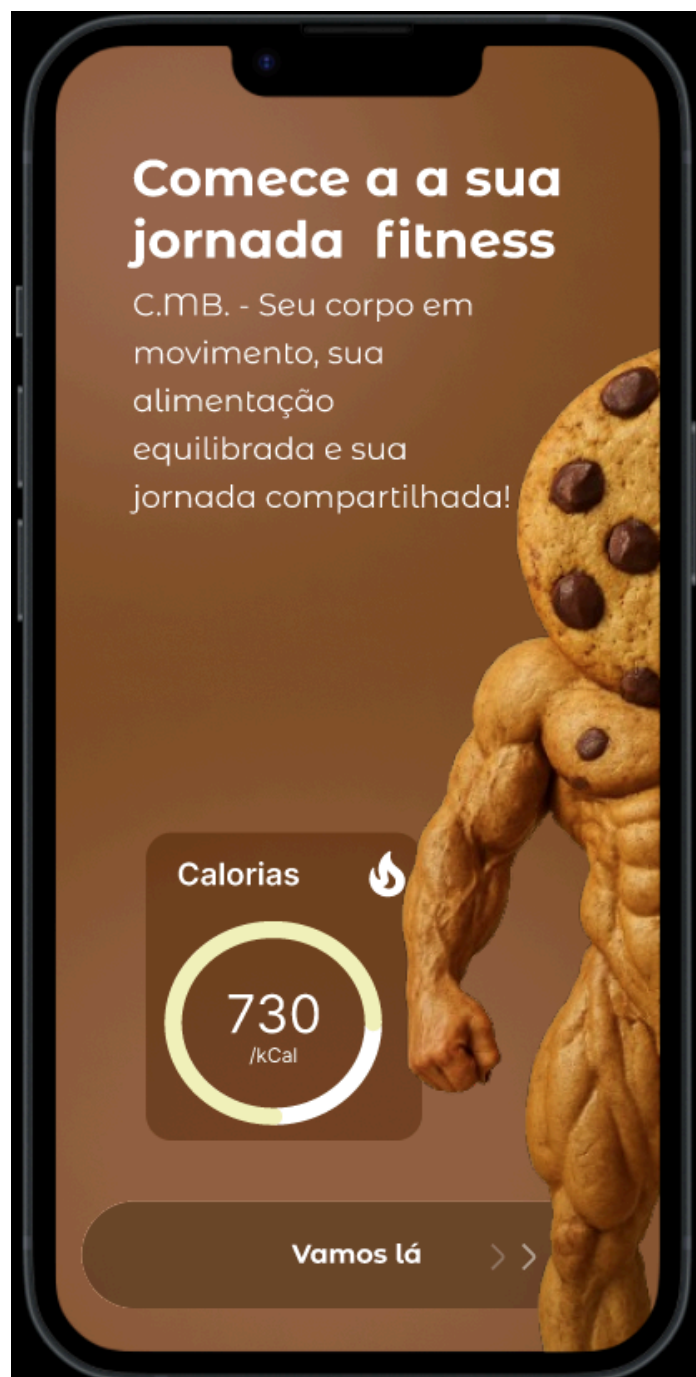 Comece a a sua
jornada fitness
C.MB. - Seu corpo em
movimento, sua
alimentação
equilibrada e sua
jornada compartilhada!
Calorias
730
/kCal
Vamos lá